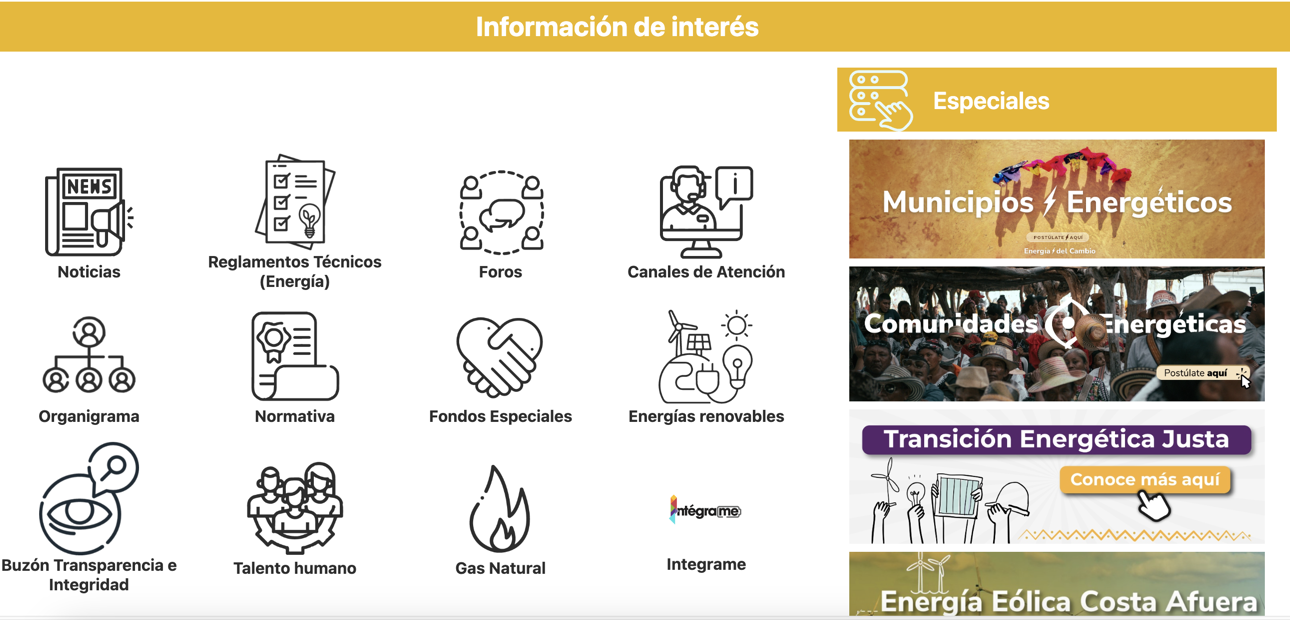 Información de interés
Especiales
NEWS
Noticias
Reglamentos Técnicos
(Energía)
Foros
i
Canales de Atención
Organigrama
Normativa
Fondos Especiales
Energías renovables
Buzón Transparencia e
Integridad
Talento humano
Gas Natural
íntégrame
Integrame
Municipios Energéticos
POSTÚLATE AQUÍ
Energía del Cambio
Comunidades Energéticas
Postúlate aquí
Transición Energética Justa
Conoce más aquí
Energía Eólica Costa Afuera